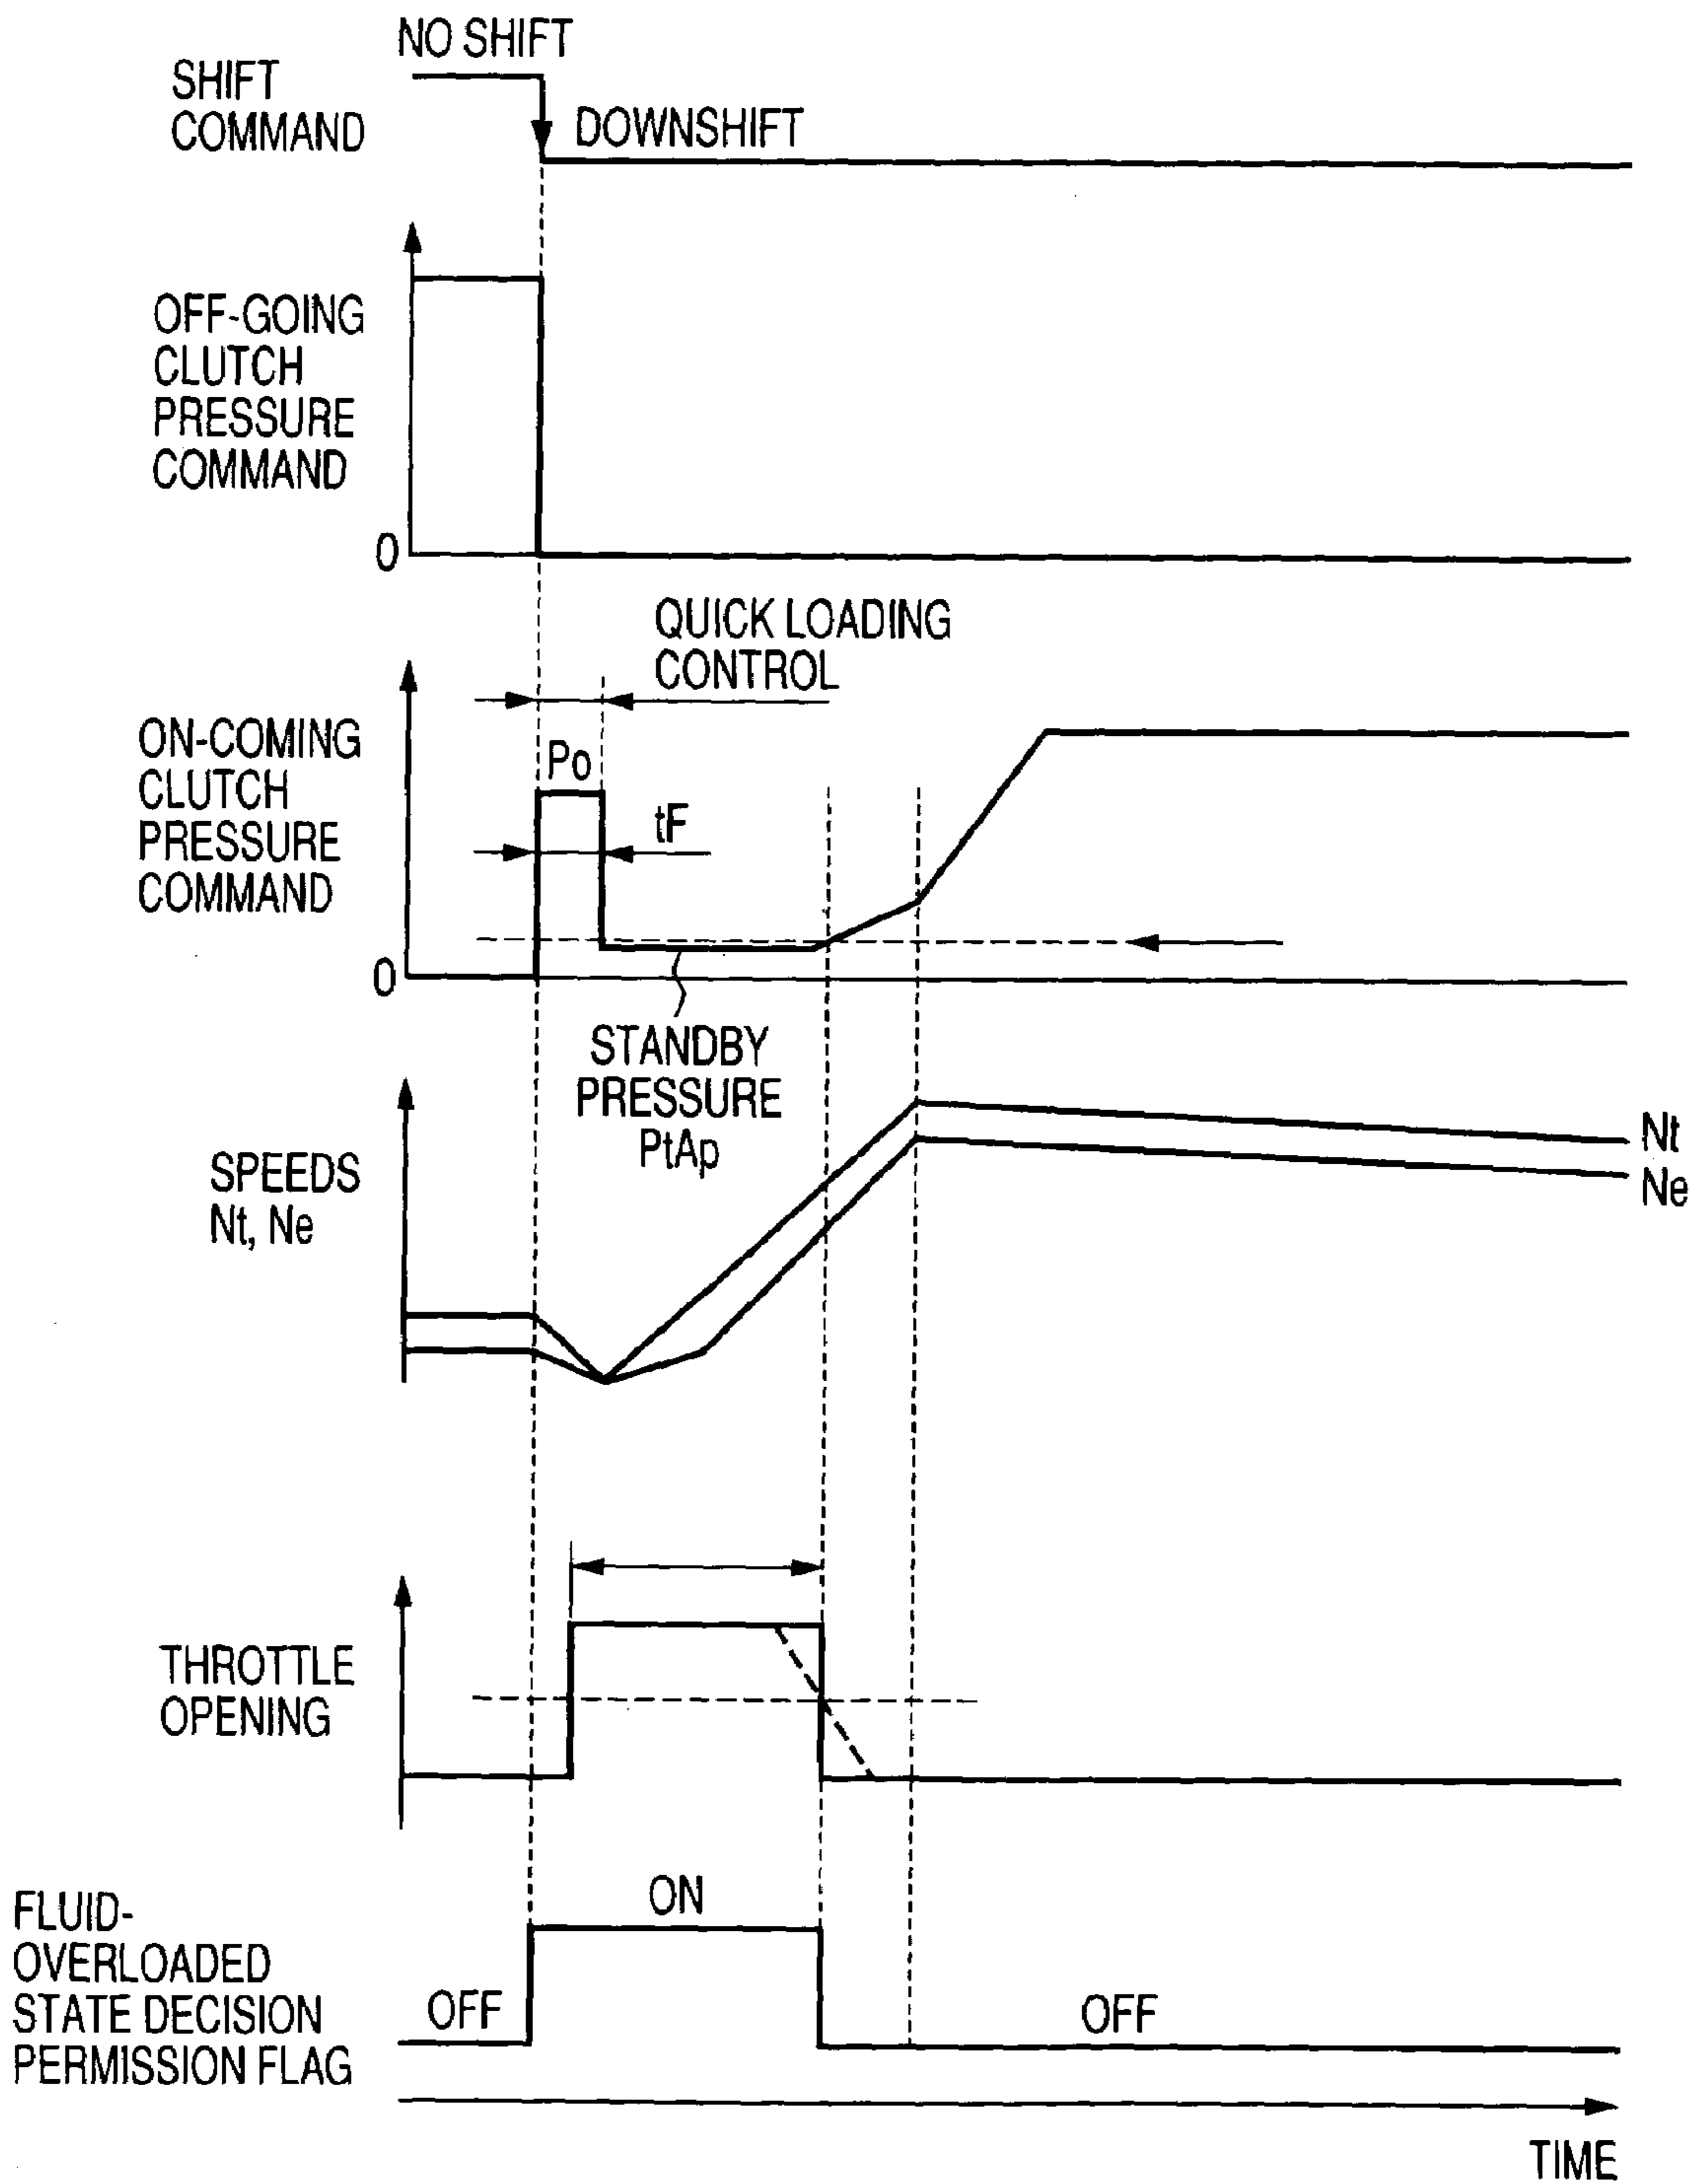 NO SHIFT
SHIFT
COMMAND
DOWNSHIFT
OFF-GOING
CLUTCH
PRESSURE
COMMAND
0
QUICK LOADING
CONTROL
ON-COMING
CLUTCH
PRESSURE
COMMAND
Po
tF
0
STANDBY
PRESSURE
PtAp
SPEEDS
Nt, Ne
Nt
Ne
THROTTLE
OPENING
FLUID-
OVERLOADED
STATE DECISION
PERMISSION FLAG
OFF
ON
OFF
TIME